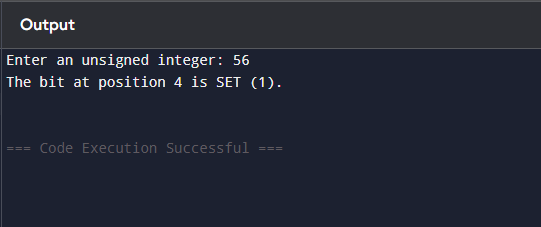 Output
Enter an unsigned integer: 56
The bit at position 4 is SET (1).
=== Code Execution Successful ===